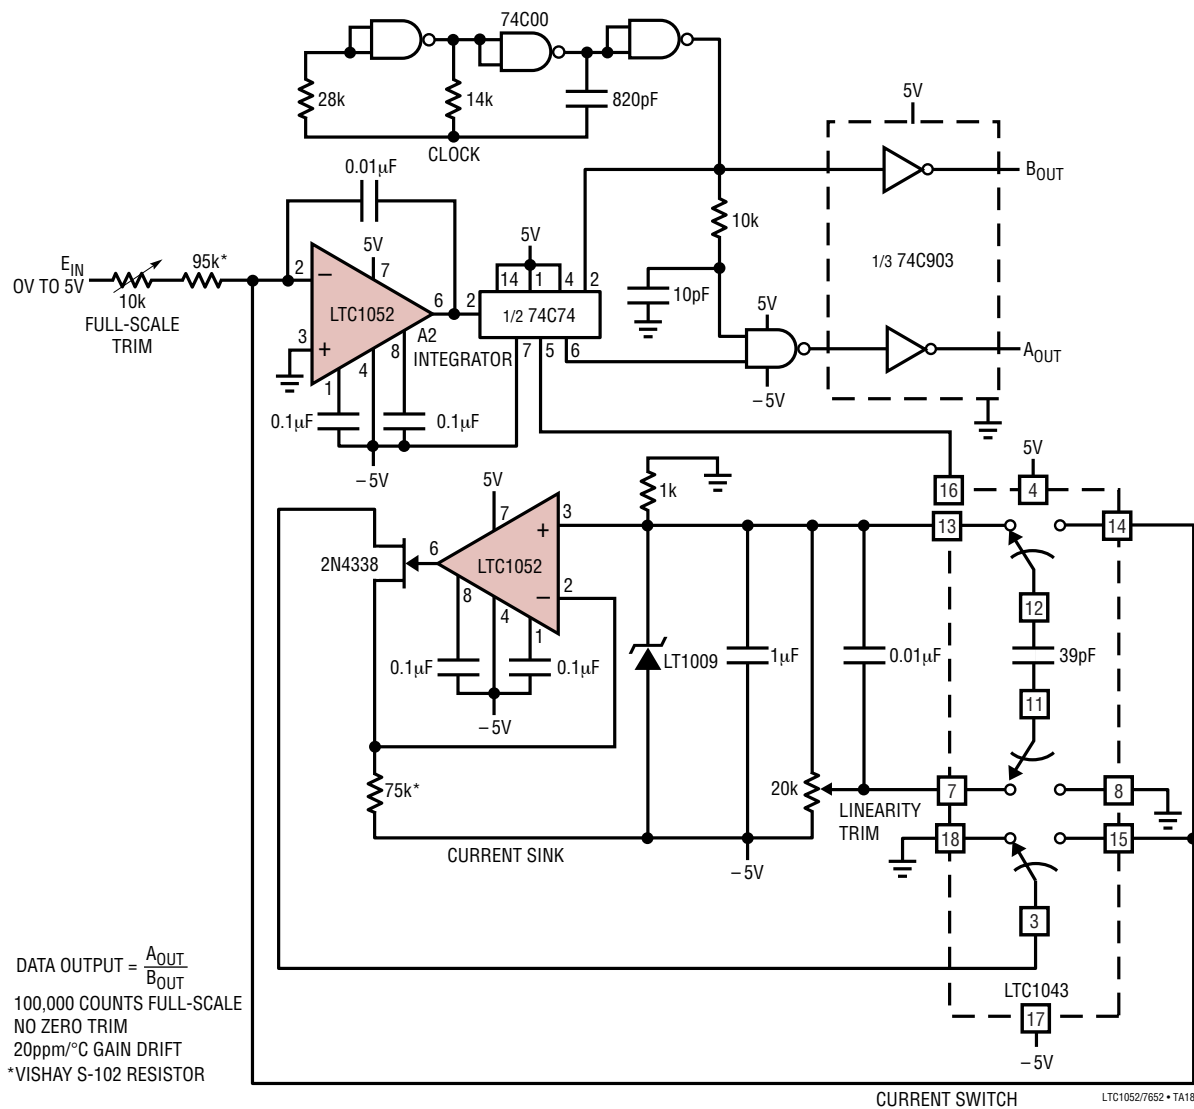 74C00
28k
14k
820pF
CLOCK
0.01µF
5V
BOUT
10k
1/3 74C903
EIN
0V TO 5V
10k
FULL-SCALE
TRIM
95k*
2
–
5V
7
LTC1052
6
3
+
1
4
8
A2
INTEGRATOR
0.1µF
0.1µF
–5V
5V
14
1
4
2
2
1/2 74C74
7
5
6
10pF
5V
–5V
AOUT
5V
16
4
1k
13
14
5V
7
+
3
2N4338
6
LTC1052
2
–
8
4
1
0.1µF
0.1µF
–5V
LT1009
1µF
0.01µF
12
39pF
11
75k*
20k
LINEARITY
TRIM
7
8
18
15
CURRENT SINK
–5V
3
LTC1043
17
–5V
DATA OUTPUT = AOUT
BOUT
100,000 COUNTS FULL-SCALE
NO ZERO TRIM
20ppm/°C GAIN DRIFT
*VISHAY S-102 RESISTOR
CURRENT SWITCH
LTC1052/7652 • TA18